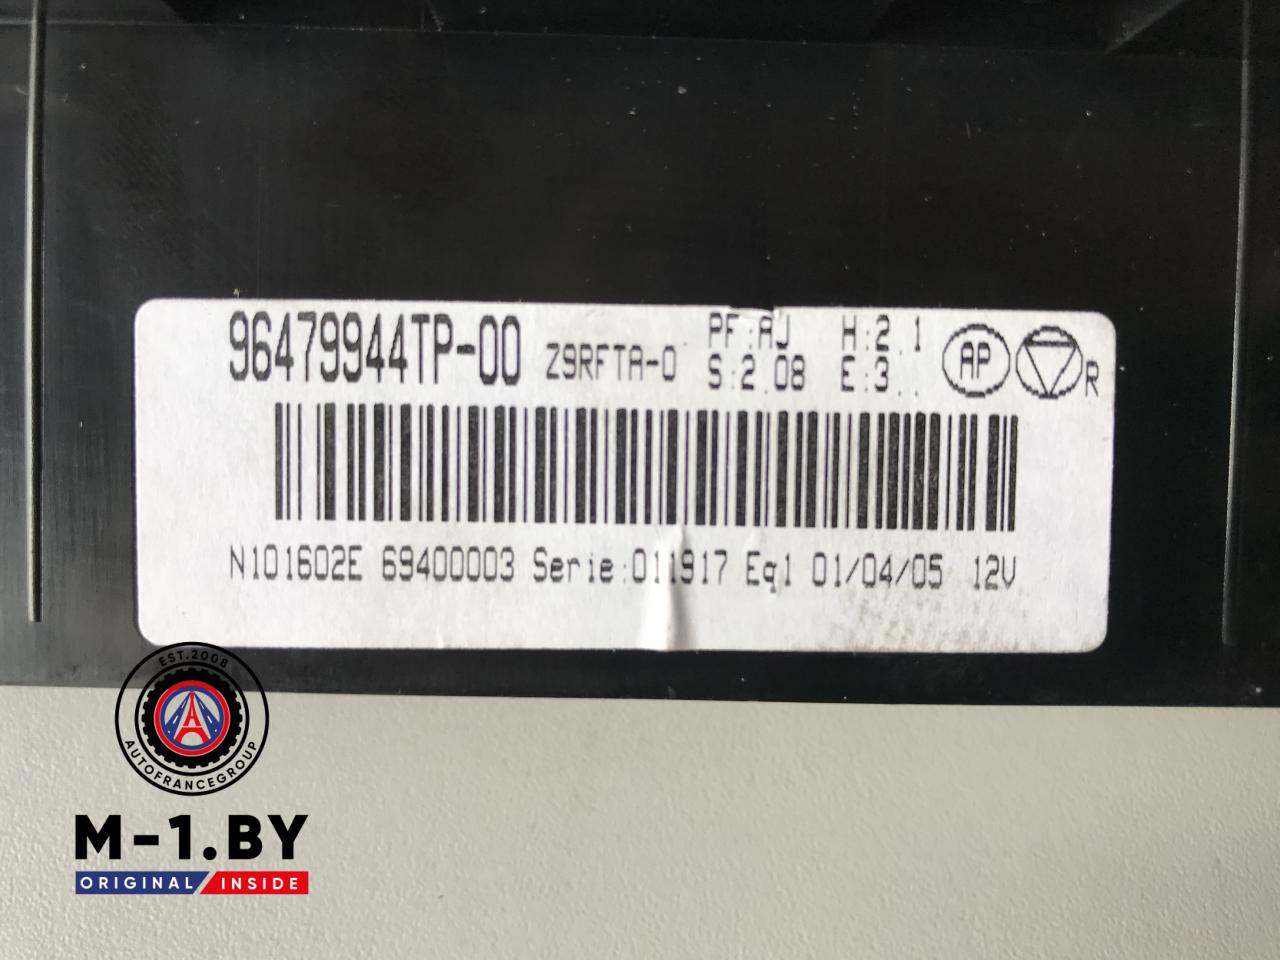 96479944TP-00 Z9RFTA-0 PF:AJ H:2.1
S:2.08 E:3..
AP R
N101602E 69400003 Serie:011917 Eq1 01/04/05 12V
EST.2008
AUTOFRANCEGROUP
M-1.BY
ORIGINAL / INSIDE